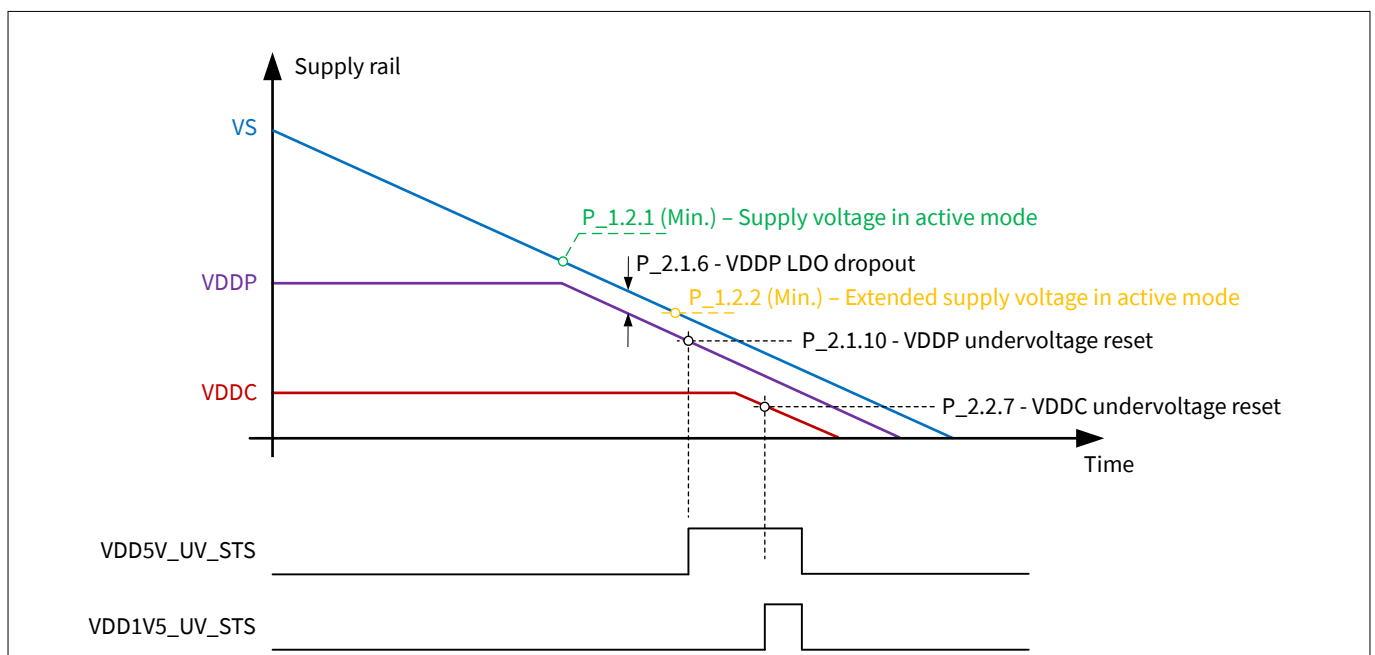 Supply rail
VS
P_1.2.1 (Min.) – Supply voltage in active mode
P_2.1.6 - VDDP LDO dropout
VDDP
P_1.2.2 (Min.) – Extended supply voltage in active mode
P_2.1.10 - VDDP undervoltage reset
VDDC
P_2.2.7 - VDDC undervoltage reset
Time
VDD5V_UV_STS
VDD1V5_UV_STS